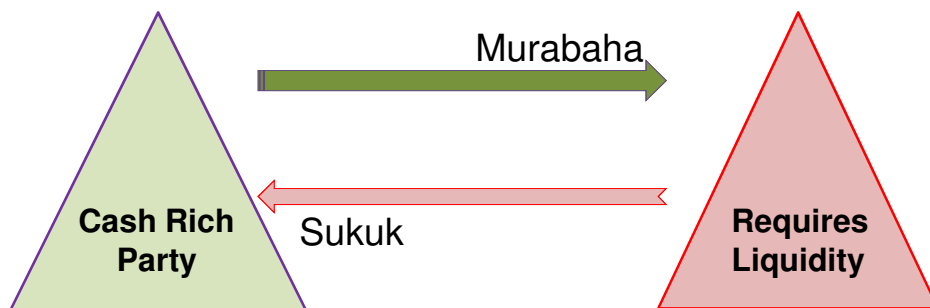 Murabaha
Cash Rich
Party
Sukuk
Requires
Liquidity